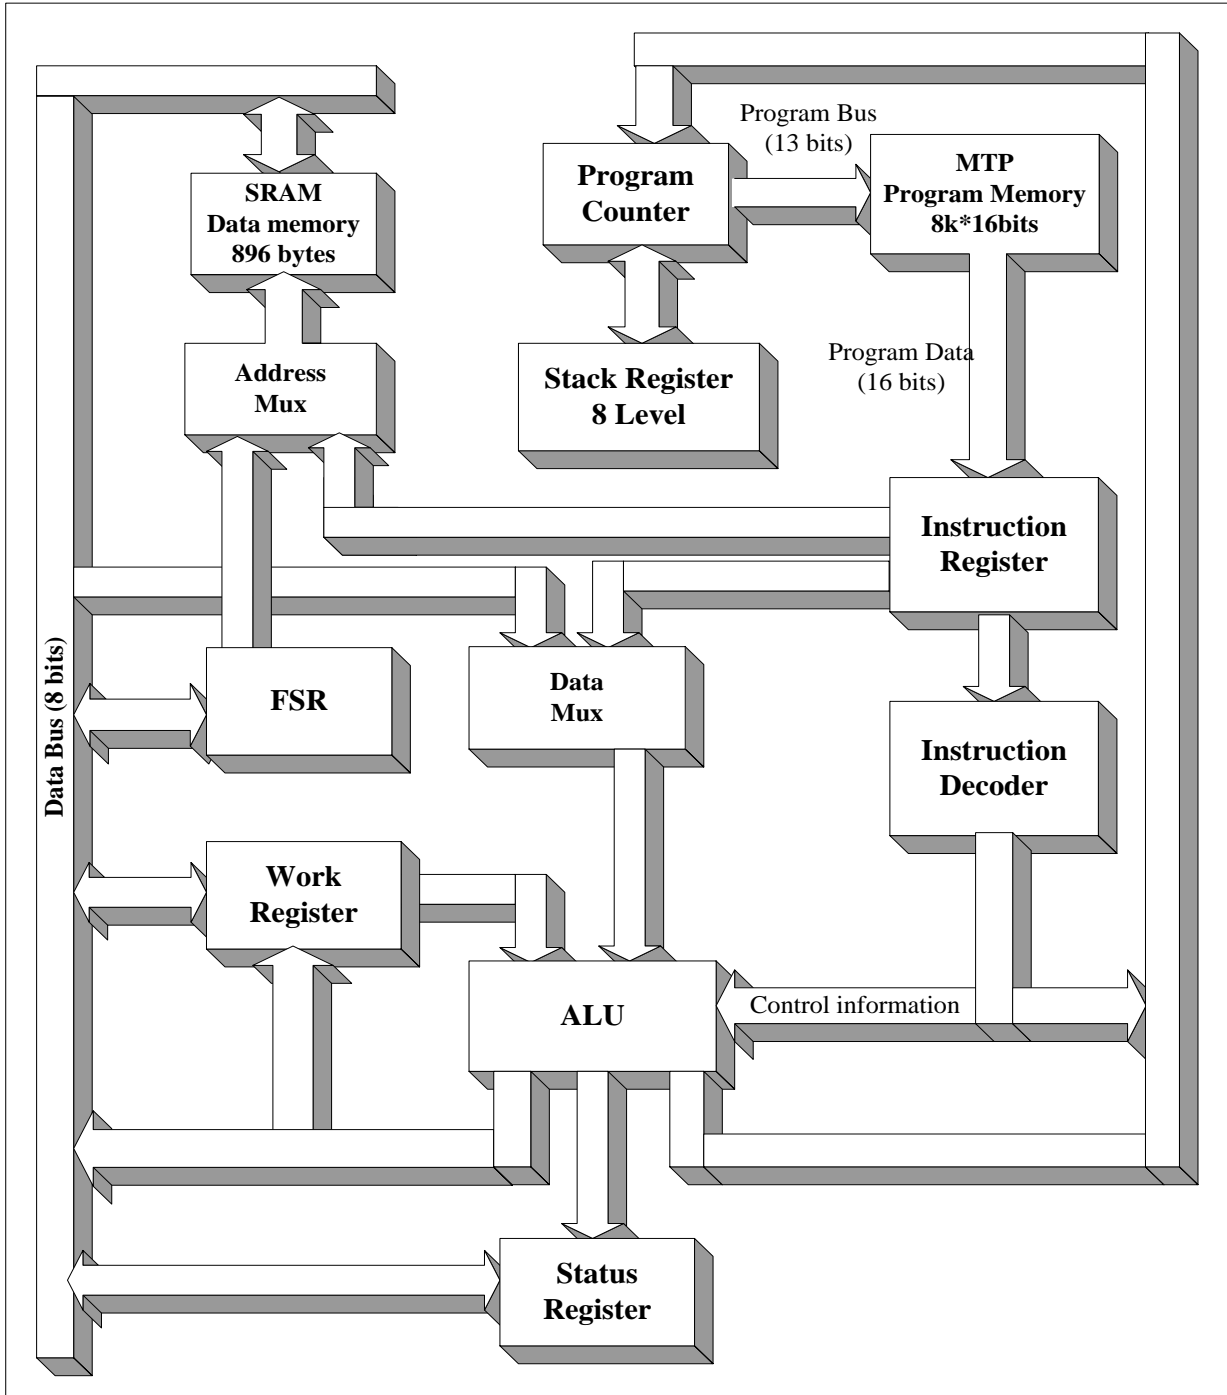 Program Bus
(13 bits)
SRAM
Data memory
896 bytes
Program
Counter
MTP
Program Memory
8k*16bits
Address
Mux
Stack Register
8 Level
Program Data
(16 bits)
Instruction
Register
Data Bus (8 bits)
FSR
Data
Mux
Instruction
Decoder
Work
Register
ALU
Control information
Status
Register